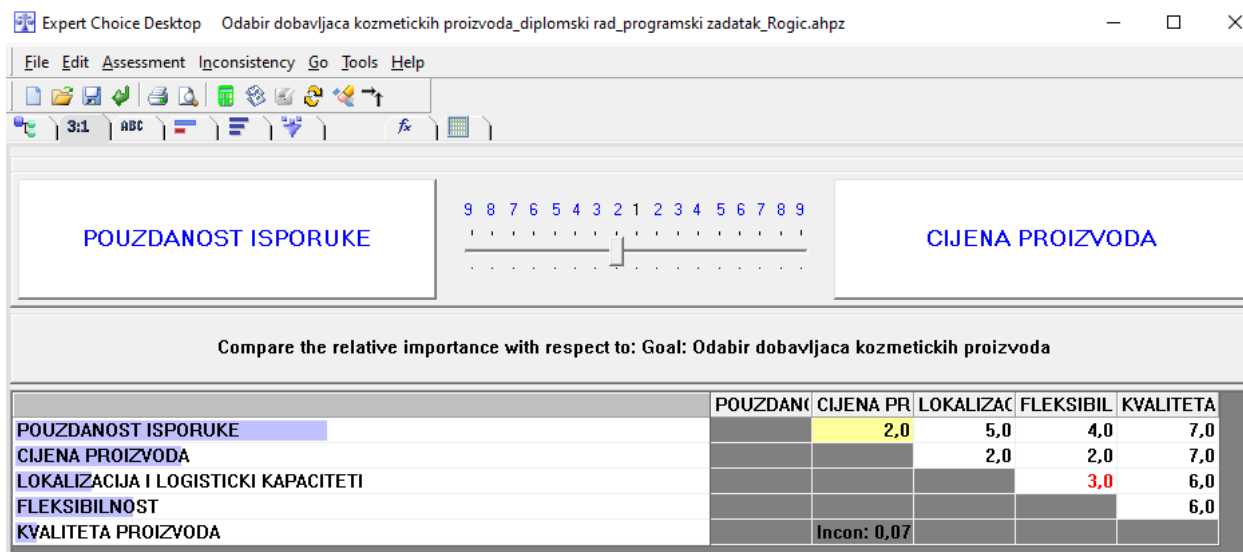 Expert Choice Desktop Odabir dobavljaca kozmetickih proizvoda_diplomski rad_programski zadatak_Rogic.ahpz
File Edit Assessment Inconsistency Go Tools Help
3:1 ABC fx
9 8 7 6 5 4 3 2 1 2 3 4 5 6 7 8 9
POUZDANOST ISPORUKE CIJENA PROIZVODA
Compare the relative importance with respect to: Goal: Odabir dobavljaca kozmetickih proizvoda
POUZDANO CIJENA PR LOKALIZAC FLEKSIBIL KVALITETA
POUZDANOST ISPORUKE 2,0 5,0 4,0 7,0
CIJENA PROIZVODA 2,0 2,0 7,0
LOKALIZACIJA I LOGISTICKI KAPACITETI 3,0 6,0
FLEKSIBILNOST 6,0
KVALITETA PROIZVODA Incon: 0,07